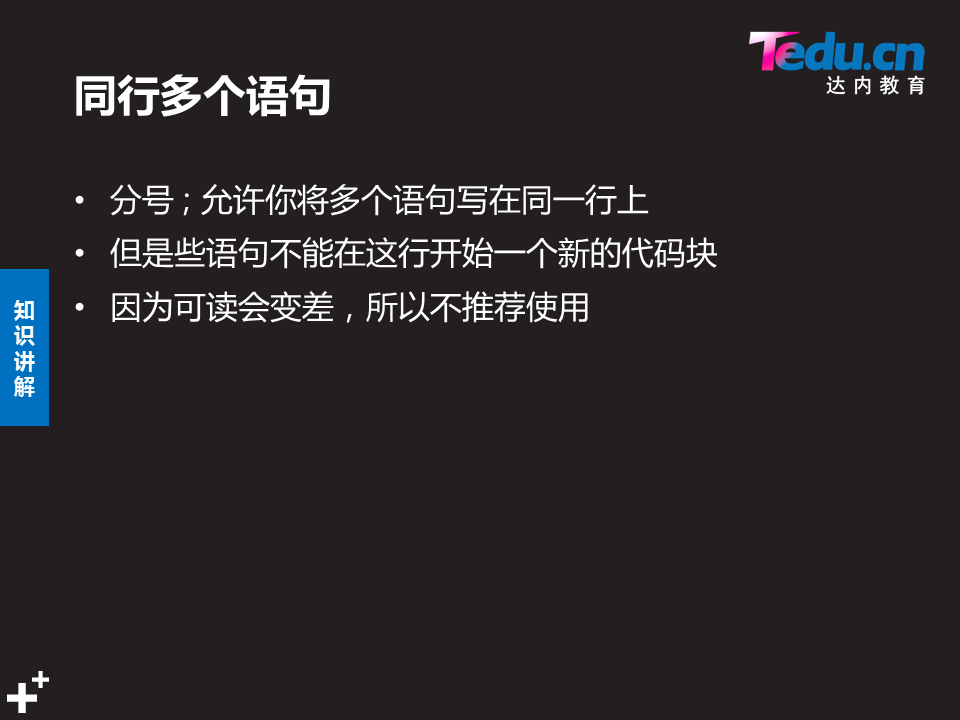 Tedu.cn
达内教育
同行多个语句
• 分号；允许你将多个语句写在同一行上
• 但是些语句不能在这行开始一个新的代码块
• 因为可读会变差，所以不推荐使用
知
识
讲
解